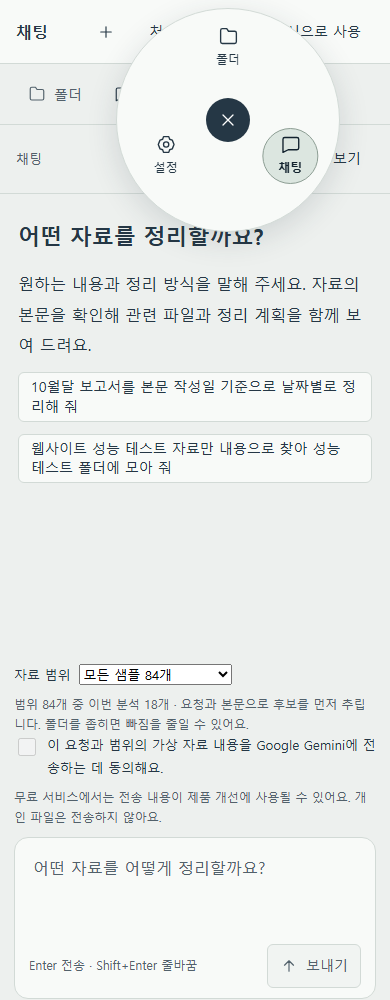 채팅
으로 사용
폴더
폴더
설정
채팅
채팅
보기
어떤 자료를 정리할까요?
원하는 내용과 정리 방식을 말해 주세요. 자료의
본문을 확인해 관련 파일과 정리 계획을 함께 보
여 드려요.
10월달 보고서를 본문 작성일 기준으로 날짜별로 정
리해 줘
웹사이트 성능 테스트 자료만 내용으로 찾아 성능
테스트 폴더에 모아 줘
자료 범위 모든 샘플 84개
범위 84개 중 이번 분석 18개 · 요청과 본문으로 후보를 먼저 추립
니다. 폴더를 좁히면 빠짐을 줄일 수 있어요.
이 요청과 범위의 가상 자료 내용을 Google Gemini에 전
송하는 데 동의해요.
무료 서비스에서는 전송 내용이 제품 개선에 사용될 수 있어요. 개
인 파일은 전송하지 않아요.
어떤 자료를 어떻게 정리할까요?
Enter 전송 · Shift+Enter 줄바꿈
보내기